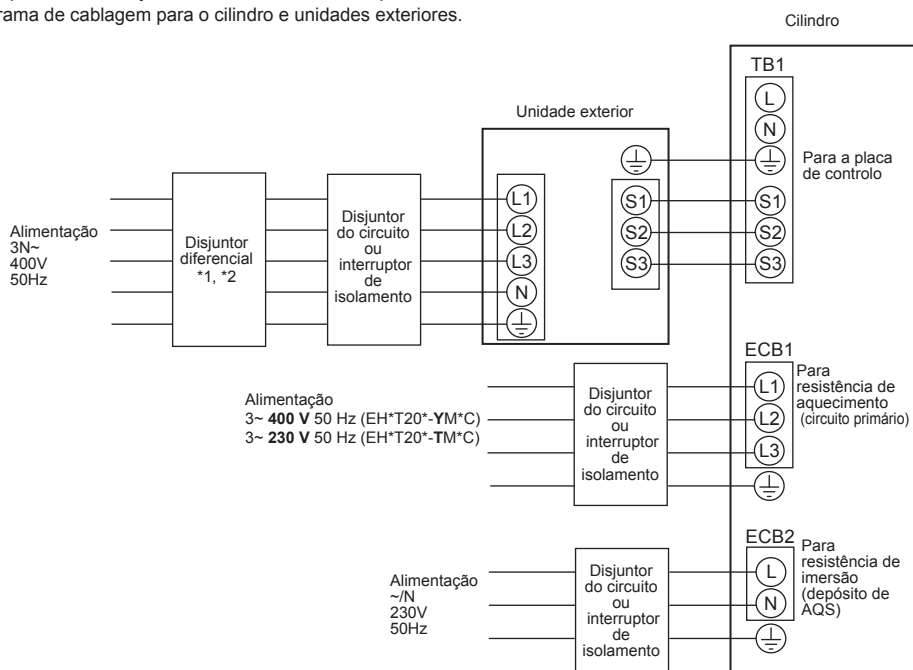 rama de cablagem para o cilindro e unidades exteriores.
Cilindro
TB1
L
N
Para a placa
de controlo
S1
S2
S3
Unidade exterior
L1
L2
L3
N
S1
S2
S3
Alimentação
3N~
400V
50Hz
Disjuntor
diferencial
*1, *2
Disjuntor
do circuito
ou
interruptor
de
isolamento
ECB1
L1
L2
L3
Para
resistência de
aquecimento
(circuito primário)
Alimentação
3~ 400 V 50 Hz (EH*T20*-YM*C)
3~ 230 V 50 Hz (EH*T20*-TM*C)
Disjuntor
do circuito
ou
interruptor
de
isolamento
ECB2
L
N
Para
resistência de
imersão
(depósito de
AQS)
Alimentação
~/N
230V
50Hz
Disjuntor
do circuito
ou
interruptor
de
isolamento